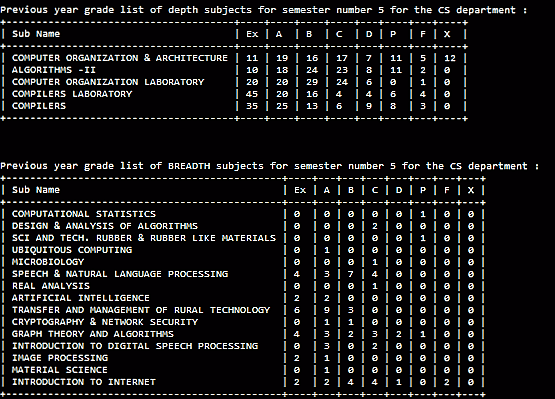 Previous year grade list of depth subjects for semester number 5 for the CS department :
| Sub Name | Ex | A | B | C | D | P | F | X |
| COMPUTER ORGANIZATION & ARCHITECTURE | 11 | 19 | 16 | 17 | 7 | 11 | 5 | 12
| ALGORITHMS -II | 10 | 18 | 24 | 23 | 8 | 11 | 2 | 0 |
| COMPUTER ORGANIZATION LABORATORY | 20 | 20 | 29 | 24 | 6 | 0 | 1 | 0 |
| COMPILERS LABORATORY | 45 | 20 | 16 | 4 | 4 | 6 | 4 | 0 |
| COMPILERS | 35 | 25 | 13 | 6 | 9 | 8 | 3 | 0 |
Previous year grade list of BREADTH subjects for semester number 5 for the CS department :
| Sub Name | Ex | A | B | C | D | P | F | X |
| COMPUTATIONAL STATISTICS | 0 | 0 | 0 | 0 | 0 | 1 | 0 | 0 |
| DESIGN & ANALYSIS OF ALGORITHMS | 0 | 0 | 0 | 2 | 0 | 0 | 0 | 0 |
| SCI AND TECH. RUBBER & RUBBER LIKE MATERIALS | 0 | 0 | 0 | 0 | 0 | 1 | 0 | 0 |
| UBIQUITOUS COMPUTING | 0 | 1 | 0 | 0 | 0 | 0 | 0 | 0 |
| MICROBIOLOGY | 0 | 0 | 0 | 1 | 0 | 0 | 0 | 0 |
| SPEECH & NATURAL LANGUAGE PROCESSING | 4 | 3 | 7 | 4 | 0 | 0 | 0 | 0 |
| REAL ANALYSIS | 0 | 0 | 0 | 1 | 0 | 0 | 0 | 0 |
| ARTIFICIAL INTELLIGENCE | 2 | 2 | 0 | 0 | 0 | 0 | 0 | 0 |
| TRANSFER AND MANAGEMENT OF RURAL TECHNOLOGY | 6 | 9 | 3 | 0 | 0 | 0 | 0 | 0 |
| CRYPTOGRAPHY & NETWORK SECURITY | 0 | 1 | 1 | 0 | 0 | 0 | 0 | 0 |
| GRAPH THEORY AND ALGORITHMS | 4 | 3 | 2 | 3 | 2 | 1 | 0 | 0 |
| INTRODUCTION TO DIGITAL SPEECH PROCESSING | 0 | 3 | 0 | 2 | 0 | 0 | 0 | 0 |
| IMAGE PROCESSING | 2 | 1 | 0 | 0 | 0 | 0 | 0 | 0 |
| MATERIAL SCIENCE | 0 | 1 | 0 | 0 | 0 | 0 | 0 | 0 |
| INTRODUCTION TO INTERNET | 2 | 2 | 4 | 4 | 1 | 0 | 2 | 0 |